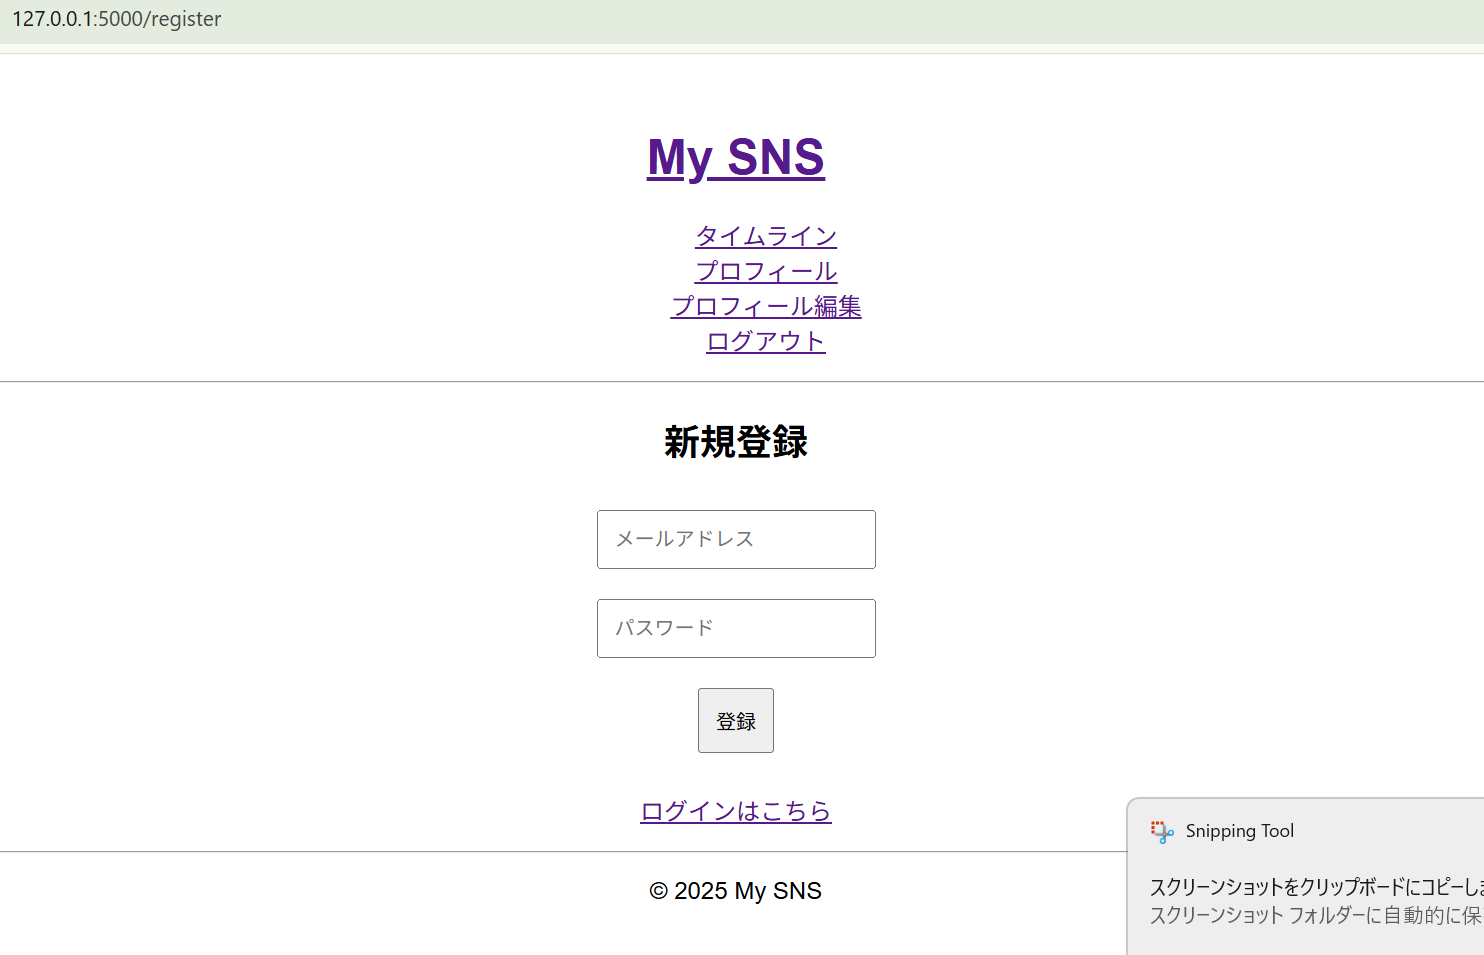 127.0.0.1:5000/register
My SNS
タイムライン
プロフィール
プロフィール編集
ログアウト
新規登録
メールアドレス
パスワード
登録
ログインはこちら
© 2025 My SNS
Snipping Tool
スクリーンショットをクリップボードにコピーしま
スクリーンショット フォルダーに自動的に保